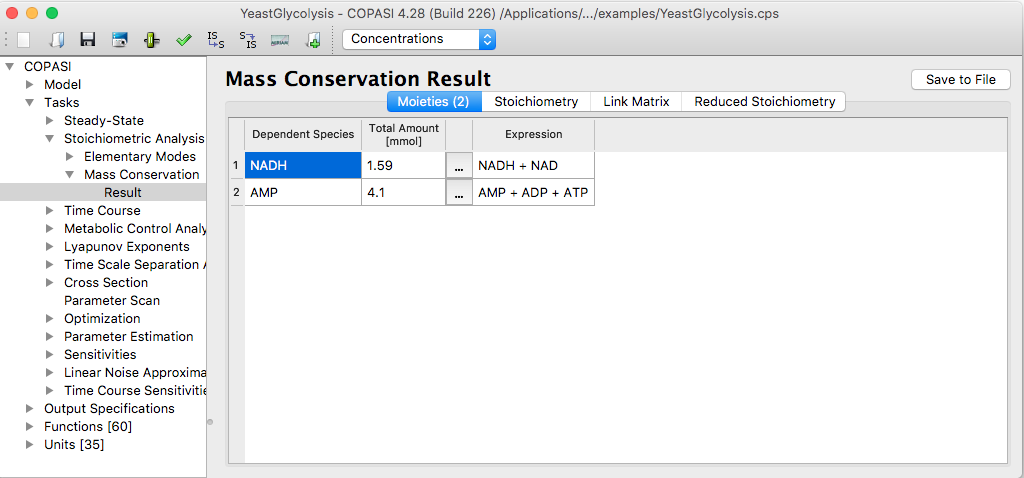 YeastGlycolysis - COPASI 4.28 (Build 226) /Applications/.../examples/YeastGlycolysis.cps
Concentrations
COPASI
Model
Tasks
Steady-State
Stoichiometric Analysis
Elementary Modes
Mass Conservation
Result
Time Course
Metabolic Control Analy
Lyapunov Exponents
Time Scale Separation A
Cross Section
Parameter Scan
Optimization
Parameter Estimation
Sensitivities
Linear Noise Approxima
Time Course Sensitivitie
Output Specifications
Functions [60]
Units [35]
Mass Conservation Result
Save to File
Moieties (2) Stoichiometry Link Matrix Reduced Stoichiometry
Dependent Species Total Amount [mmol] Expression
1 NADH 1.59 ... NADH + NAD
2 AMP 4.1 ... AMP + ADP + ATP